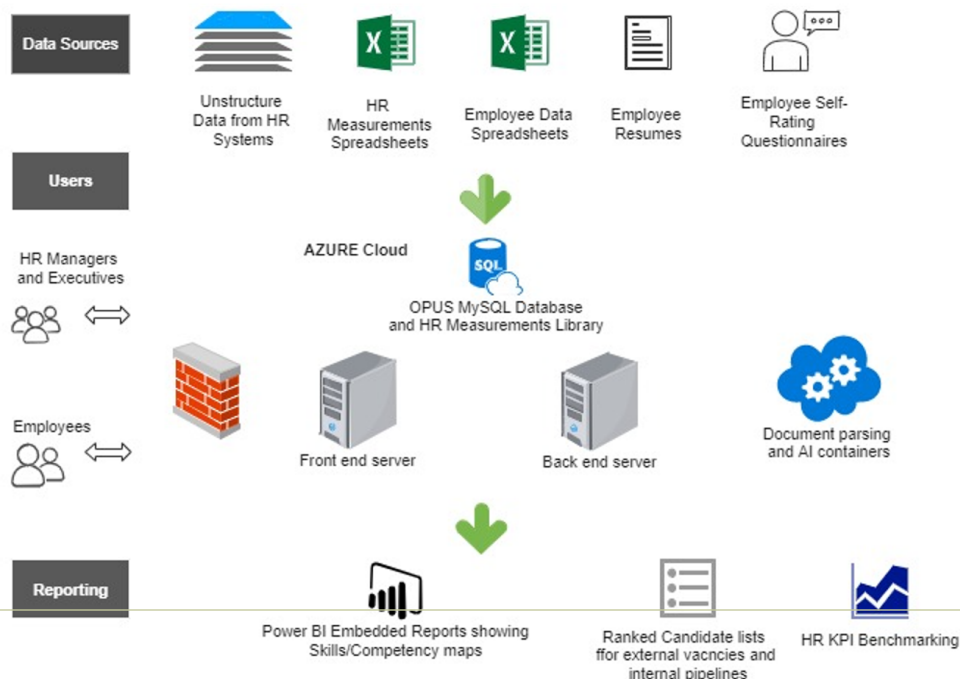 Data Sources
Unstructure
Data from HR
Systems
HR
Measurements
Spreadsheets
Employee Data
Spreadsheets
Employee
Resumes
Employee Self-
Rating
Questionnaires
Users
HR Managers
and Executives
AZURE Cloud
SQL
OPUS MySQL Database
and HR Measurements Library
Employees
Front end server
Back end server
Document parsing
and AI containers
Reporting
Power BI Embedded Reports showing
Skills/Competency maps
Ranked Candidate lists
ffor external vacncies and
internal pipelines
HR KPI Benchmarking